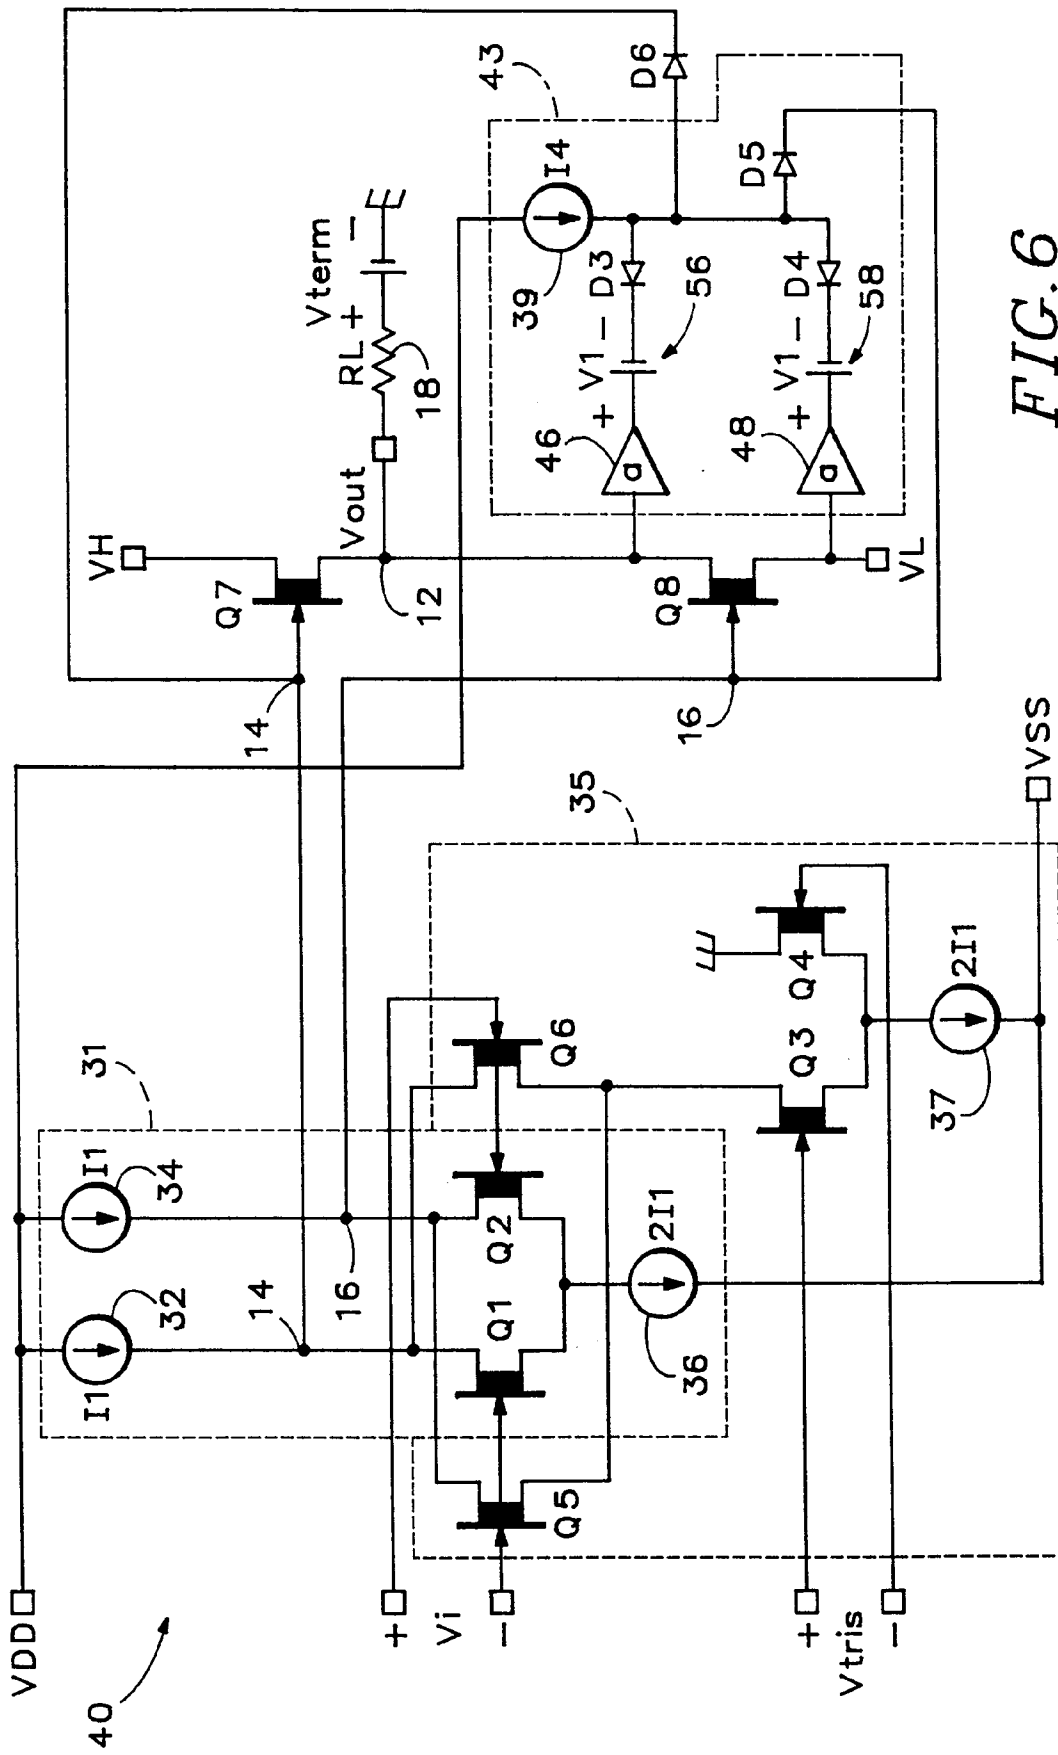 40
VDD
I1
32
I1
34
31
14
16
14
VH
Q7
Vout
12
RL
18
+
Vterm
-
43
D6
I4
39
D3
46
+ V1 -
56
D5
48
+ V1 -
D4
58
Q8
16
VL
+
Vi
-
Q5
Q1
Q2
Q6
36
2I1
35
Q3
Q4
37
2I1
+
Vtris
-
VSS
a
a
FIG.6